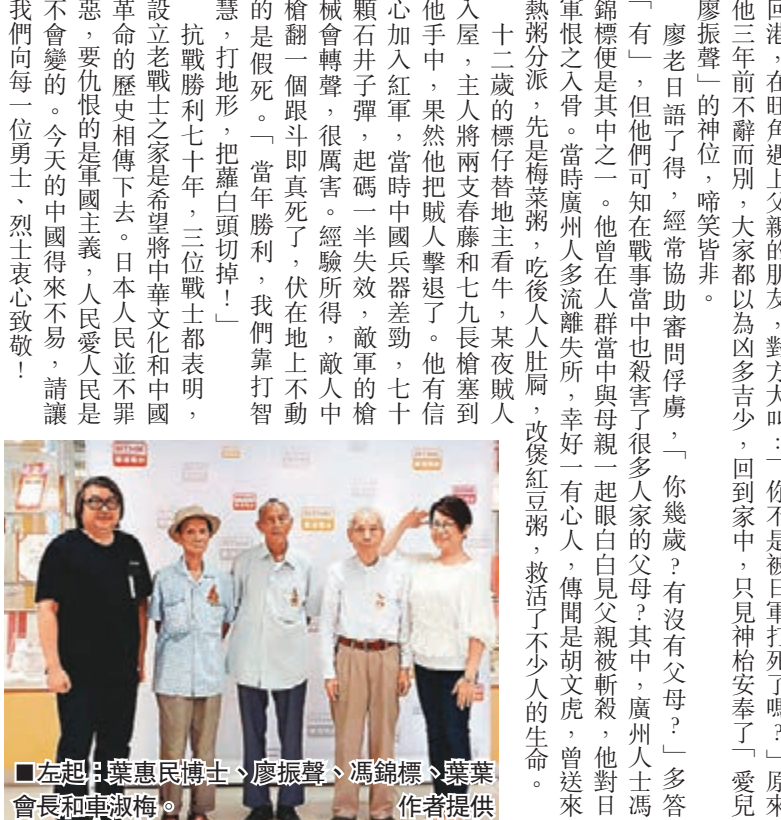 回港，在旺角遇上父親的朋友，對方大叫：「你不是被日軍打死了嗎？」原來
他三年前不辭而別，大家都以為凶多吉少，回到家中，只見神枱安奉了「愛兒
廖振聲」的神位，啼笑皆非。
廖老日語了得，經常協助審問俘虜，「你幾歲？有沒有父母？」多答
「有」，但他們可知在戰事當中也殺害了很多人家的父母？其中，廣州人士馮
錦標便是其中之一。他曾在人群當中與母親一起眼白白見父親被斬殺，他對日
軍恨之入骨。當時廣州人多流離失所，幸好一有心人，傳聞是胡文虎，曾送來
熱粥分派，先是梅菜粥，吃後人人肚屙，改煲紅豆粥，救活了不少人的生命。
十二歲的標仔替地主看牛，某夜賊人
入屋，主人將兩支春藤和七九長槍塞到
他手中，果然他把賊人擊退了。他有信
心加入紅軍，當時中國兵器差勁，七十
顆石井子彈，起碼一半失效，敵軍的槍
械會轉聲，很厲害。經驗所得，敵人中
槍翻一個跟斗即真死了，伏在地上不動
的是假死。「當年勝利，我們靠打智
慧，打地形，把蘿白頭切掉！」
抗戰勝利七十年，三位戰士都表明，
設立老戰士之家是希望將中華文化和中國
革命的歷史相傳下去。日本人民並不罪
惡，要仇恨的是軍國主義，人民愛人民是
不會變的。今天的中國得來不易，請讓
我們向每一位勇士、烈士衷心致敬！
RTHK
香港電台
■左起：葉惠民博士、廖振聲、馮錦標、葉葉
會長和車淑梅。 作者提供